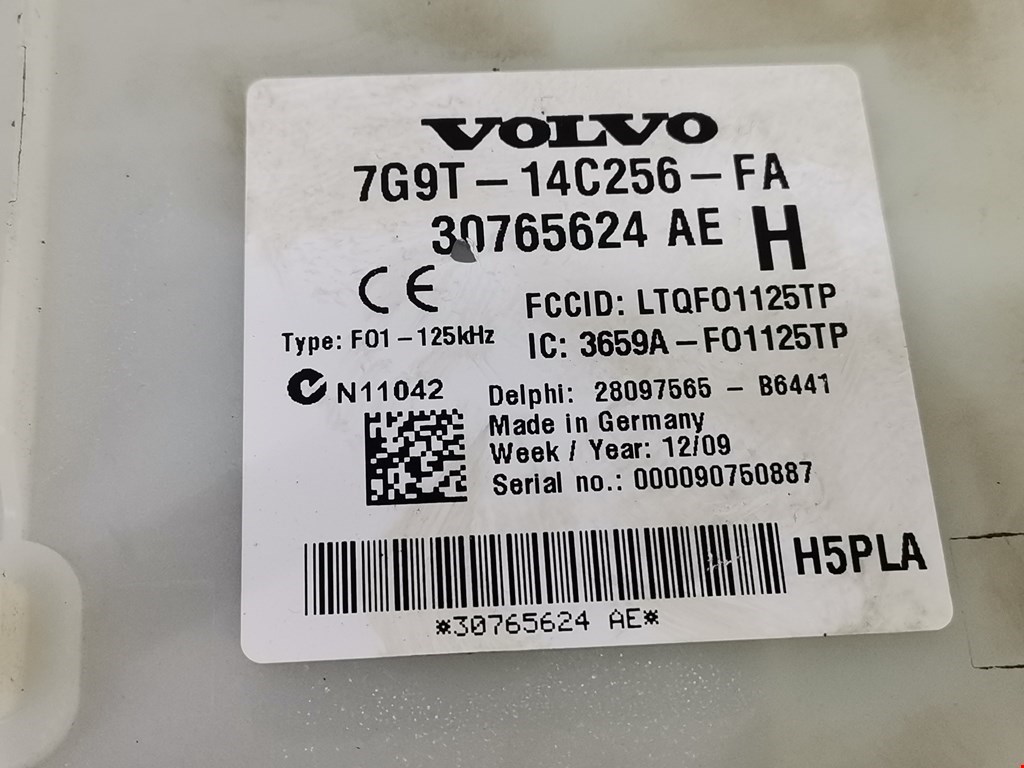 VOLVO
7G9T-14C256-FA
30765624 AE H
CE
FCCID: LTQFO1125TP
Type: FO1-125kHz
IC: 3659A-FO1125TP
N11042
Delphi: 28097565 - B6441
Made in Germany
Week / Year: 12/09
Serial no.: 000090750887
H5PLA
*30765624 AE*